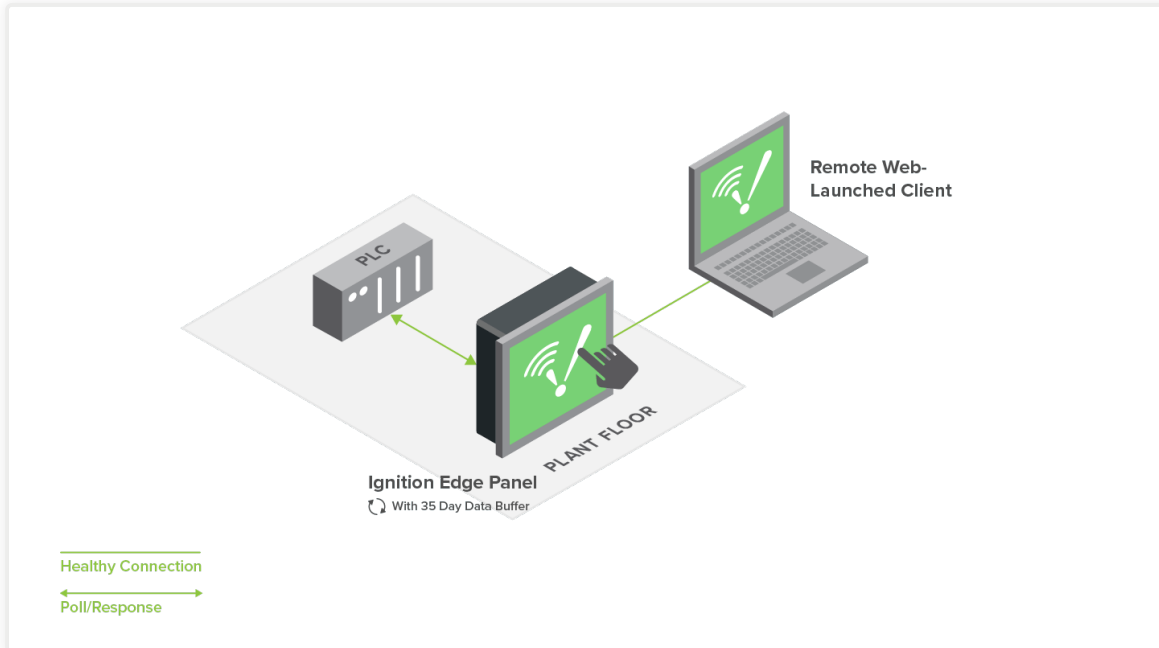 Remote Web-
Launched Client
PLC
PLANT FLOOR
Ignition Edge Panel
With 35 Day Data Buffer
Healthy Connection
Poll/Response